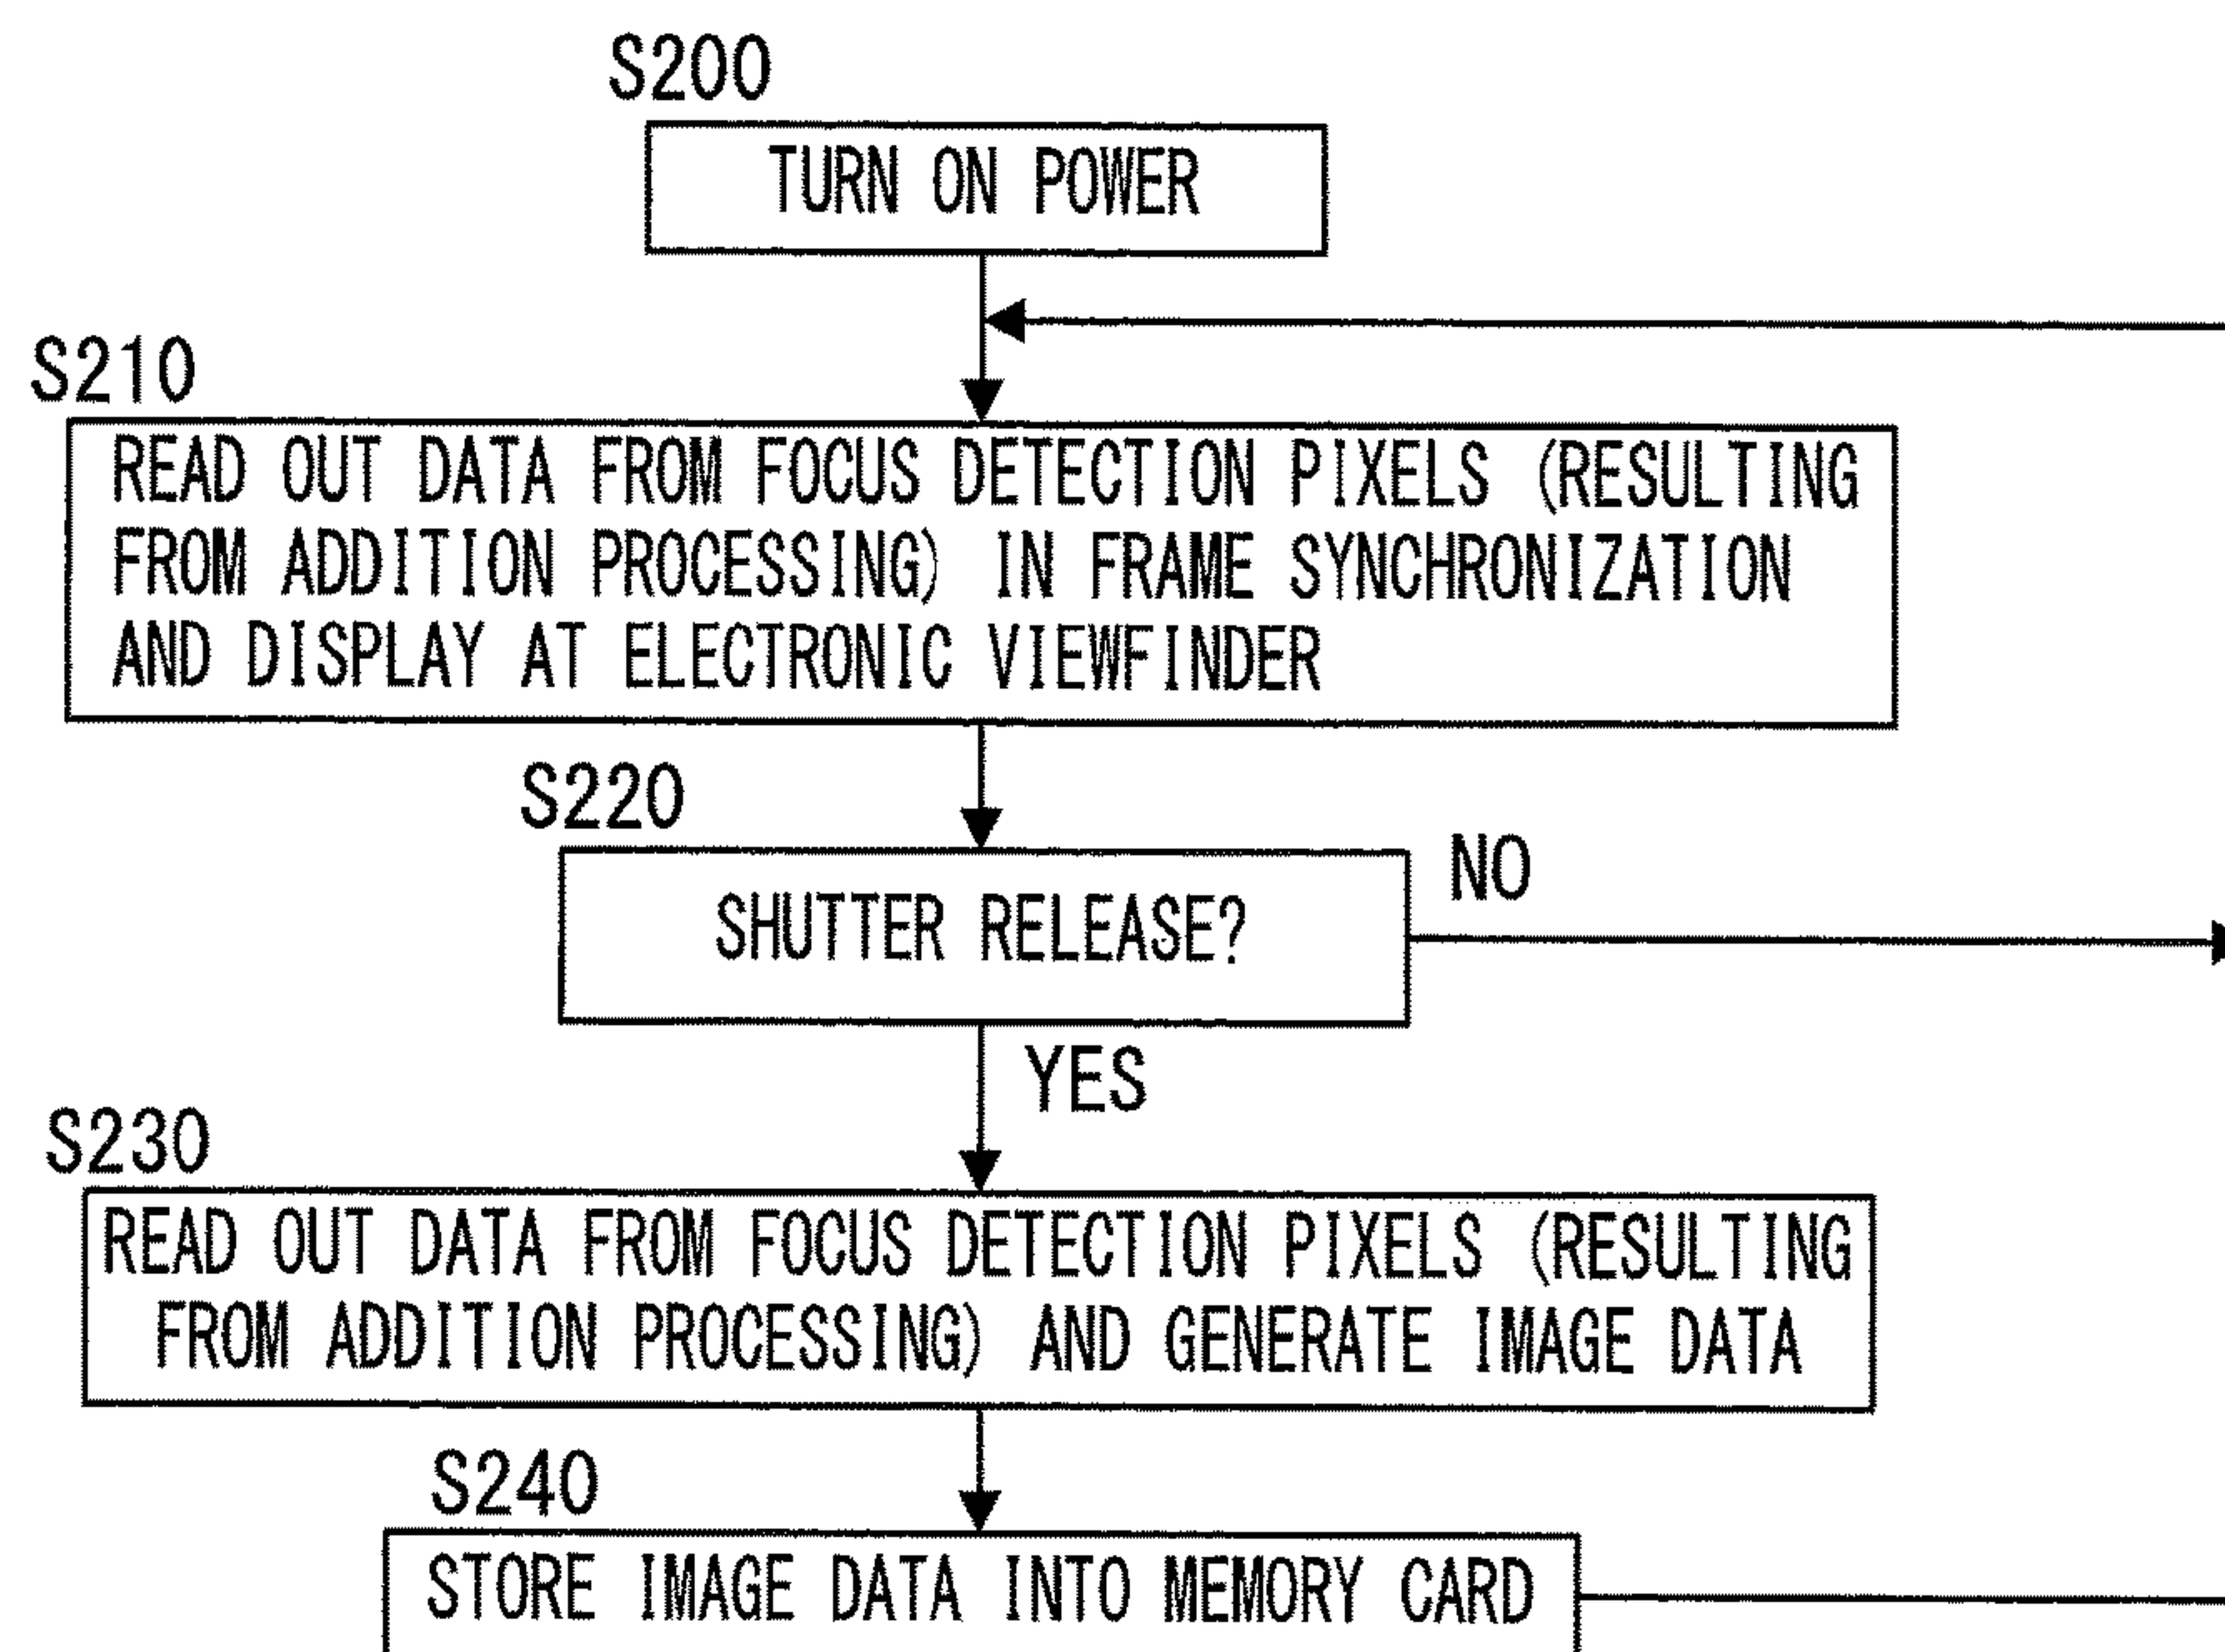 S200
TURN ON POWER
S210
READ OUT DATA FROM FOCUS DETECTION PIXELS (RESULTING
FROM ADDITION PROCESSING) IN FRAME SYNCHRONIZATION
AND DISPLAY AT ELECTRONIC VIEWFINDER
S220
SHUTTER RELEASE?
NO
YES
S230
READ OUT DATA FROM FOCUS DETECTION PIXELS (RESULTING
FROM ADDITION PROCESSING) AND GENERATE IMAGE DATA
S240
STORE IMAGE DATA INTO MEMORY CARD